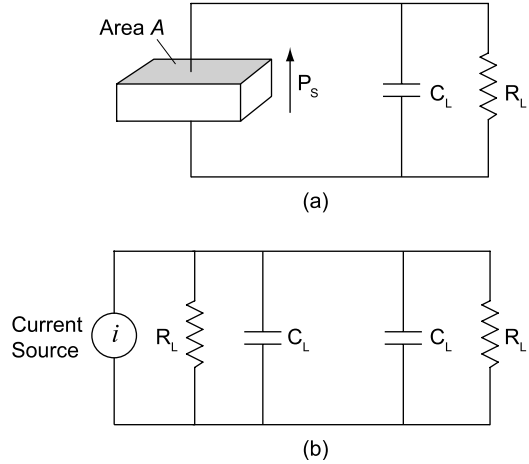 Area A
P_S
C_L
R_L
(a)
Current
Source
i
R_L
C_L
C_L
R_L
(b)